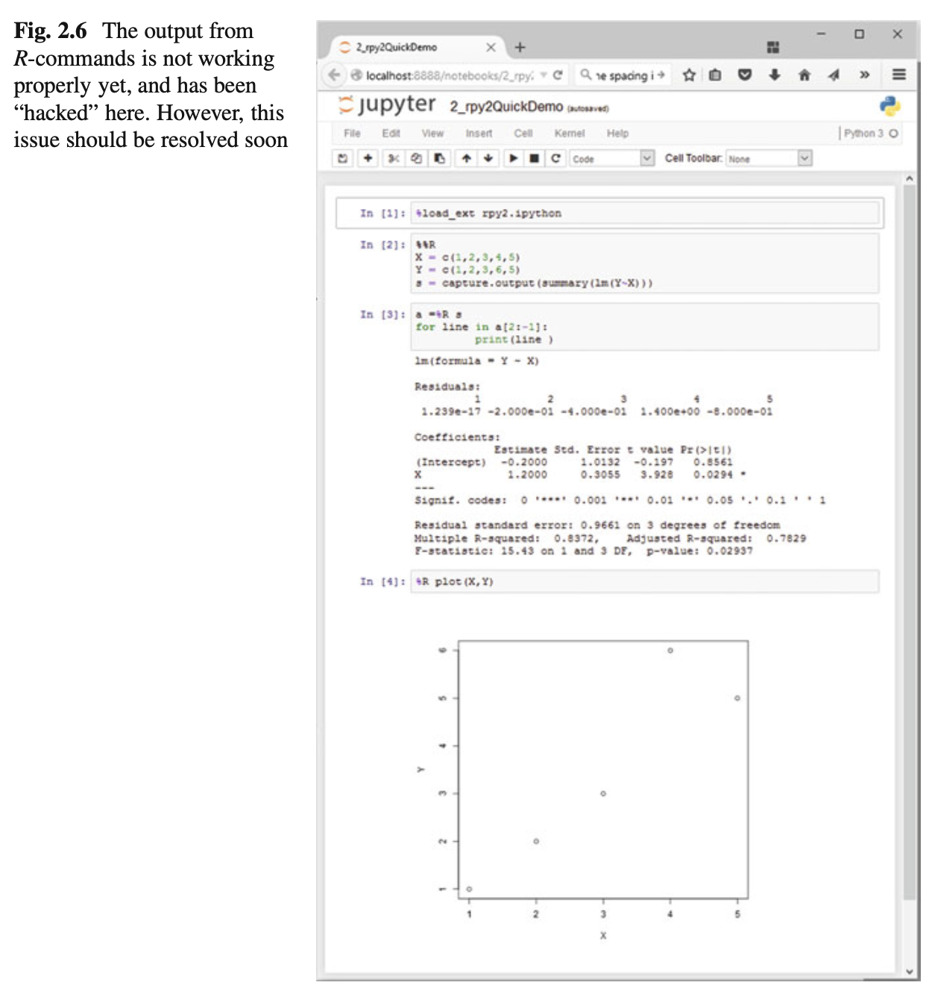 Fig. 2.6 The output from
R-commands is not working
properly yet, and has been
“hacked” here. However, this
issue should be resolved soon
2_rpy2QuickDemo
localhost:8888/notebooks/2_rpy2
ne spacing i
jupyter 2_rpy2QuickDemo (autosaved)
File Edit View Insert Cell Kernel Help Python 3
Code Cell Toolbar: None
In [1]: %load_ext rpy2.ipython
In [2]: %%R
X = c(1,2,3,4,5)
Y = c(1,2,3,6,5)
s = capture.output(summary(lm(Y~X)))
In [3]: a =%R s
for line in a[2:-1]:
print(line )
lm(formula = Y ~ X)
Residuals:
1 2 3 4 5
1.239e-17 -2.000e-01 -4.000e-01 1.400e+00 -8.000e-01
Coefficients:
Estimate Std. Error t value Pr(>|t|)
(Intercept) -0.2000 1.0132 -0.197 0.8561
X 1.2000 0.3055 3.928 0.0294 *
---
Signif. codes: 0 '***' 0.001 '**' 0.01 '*' 0.05 '.' 0.1 ' ' 1
Residual standard error: 0.9661 on 3 degrees of freedom
Multiple R-squared: 0.8372, Adjusted R-squared: 0.7829
F-statistic: 15.43 on 1 and 3 DF, p-value: 0.02937
In [4]: %R plot(X,Y)
6
5
4
Y
3
2
1
1 2 3 4 5
X